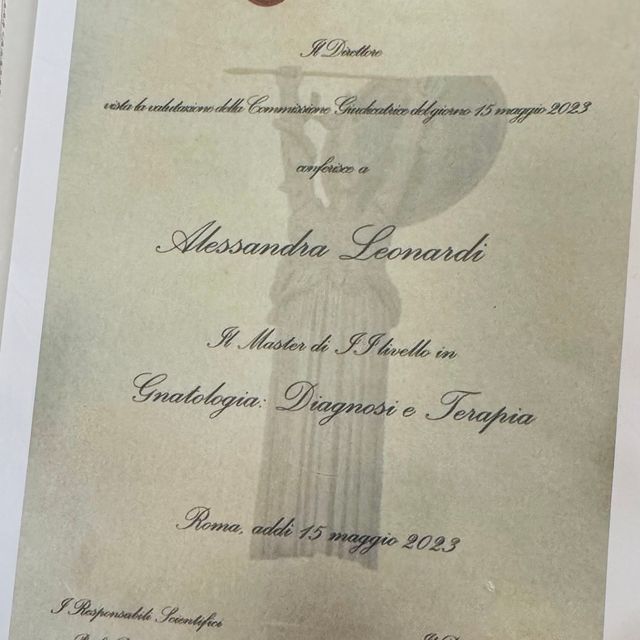 Il Direttore
vista la valutazione della Commissione Giudicatrice del giorno 15 maggio 2023
conferisce a
Alessandra Leonardi
Il Master di II livello in
Gnatologia: Diagnosi e Terapia
Roma, addì 15 maggio 2023
I Responsabili Scientifici